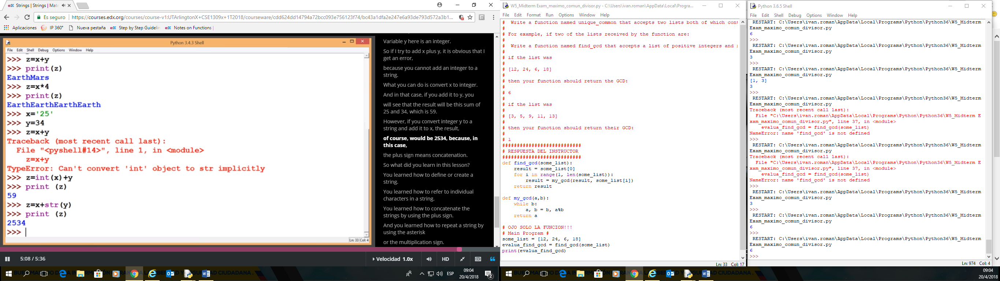 Strings | Strings | Mate
Es seguro
https://courses.edx.org/courses/course-v1:UTArlingtonX+CSE1309x+1T2018/courseware/cdd624dd14794a72bcc093e756123f74/bc43a1dfa2e247e6a93de793d572a3b1...
Aplicaciones
IP 360°
Nueva pestaña
Step by Step Guidelin
Notes on Functions |
Python 3.4.3 Shell
File Edit Shell Debug Options Window Help
>>> z=x+y
>>> print(z)
EarthMars
>>> z=x*4
>>> print(z)
EarthEarthEarthEarth
>>> x='25'
>>> y=34
>>> z=x+y
Traceback (most recent call last):
File "<pyshell#14>", line 1, in <module>
z=x+y
TypeError: Can't convert 'int' object to str implicitly
>>> z=int(x)+y
>>> print (z)
59
>>> z=x+str(y)
>>> print (z)
2534
>>>
Ln: 33 Col: 4
Variable y here is an integer.
So if I try to add x plus y, it is obvious that I
get an error,
because you cannot add an integer to a
string.
What you can do is convert x to integer.
And in that case, if you add it to y, you
will see that the result will be this sum of
25 and 34, which is 59.
However, if you convert integer y to a
string and add it to x, the result,
of course, would be 2534, because, in
this case,
the plus sign means concatenation.
So what did you learn in this lesson?
You learned how to define or create a
string.
You learned how to refer to individual
characters in a string.
You learned how to concatenate the
strings by using the plus sign.
And you learned how to repeat a string by
using the asterisk
or the multiplication sign.
5:08 / 5:36
Velocidad 1.0x
HD
ESP
09:04
20/4/2018
2
W5_Midterm Exam_maximo_comun_divisor.py - C:\Users\ivan.roman\AppData\Local\Progra...
File Edit Format Run Options Window Help
# Write a function named unique_common that accepts two lists both of which cont
#
# For example, if two of the lists received by the function are:
#
# Write a function named find_gcd that accepts a list of positive integers and
#
# if the list was
#
# [12, 24, 6, 18]
#
# then your function should return the GCD:
#
# 6
#
# if the list was
#
# [3, 5, 9, 11, 13]
#
# then your function should return their GCD:
#
# 1
###########################
# RESPUESTA DEL INSTRUCTOR
###########################
def find_gcd(some_list):
result = some_list[0]
for i in range(1, len(some_list)):
result = my_gcd(result, some_list[i])
return result
def my_gcd(a,b):
while b:
a, b = b, a%b
return a
# OJO SOLO LA FUNCION!!!
# Main Program #
some_list = [12, 24, 6, 18]
evalua_find_gcd = find_gcd(some_list)
print(evalua_find_gcd)
Ln: 33 Col: 17
Python 3.6.5 Shell
File Edit Shell Debug Options Window Help
RESTART: C:\Users\ivan.roman\AppData\Local\Programs\Python\Python36\W5_Midterm
Exam_maximo_comun_divisor.py
6
>>>
RESTART: C:\Users\ivan.roman\AppData\Local\Programs\Python\Python36\W5_Midterm
Exam_maximo_comun_divisor.py
3
>>>
RESTART: C:\Users\ivan.roman\AppData\Local\Programs\Python\Python36\W5_Midterm
Exam_maximo_comun_divisor.py
[1, 3]
3
>>>
RESTART: C:\Users\ivan.roman\AppData\Local\Programs\Python\Python36\W5_Midterm
Exam_maximo_comun_divisor.py
Traceback (most recent call last):
File "C:\Users\ivan.roman\AppData\Local\Programs\Python\Python36\W5_Midterm E
xam_maximo_comun_divisor.py", line 37, in <module>
evalua_find_gcd = find_gcd(some_list)
NameError: name 'find_gcd' is not defined
>>>
RESTART: C:\Users\ivan.roman\AppData\Local\Programs\Python\Python36\W5_Midterm
Exam_maximo_comun_divisor.py
Traceback (most recent call last):
File "C:\Users\ivan.roman\AppData\Local\Programs\Python\Python36\W5_Midterm E
xam_maximo_comun_divisor.py", line 37, in <module>
evalua_find_gcd = find_gcd(some_list)
NameError: name 'find_gcd' is not defined
>>>
RESTART: C:\Users\ivan.roman\AppData\Local\Programs\Python\Python36\W5_Midterm
Exam_maximo_comun_divisor.py
3
>>>
RESTART: C:\Users\ivan.roman\AppData\Local\Programs\Python\Python36\W5_Midterm
Exam_maximo_comun_divisor.py
6
>>>
RESTART: C:\Users\ivan.roman\AppData\Local\Programs\Python\Python36\W5_Midterm
Exam_maximo_comun_divisor.py
6
>>>
Ln: 974 Col: 4
09:04
20/4/2018